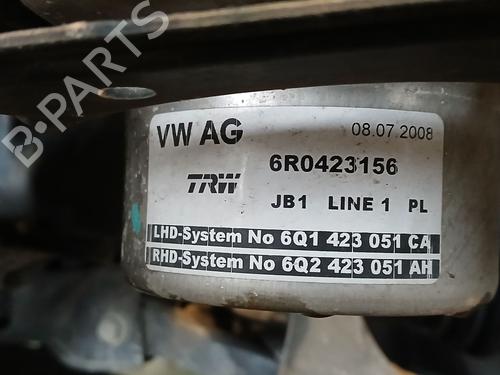 VW AG 08.07.2008
TRW 6R0423156
JB1 LINE 1 PL
LHD-System No 6Q1 423 051 CA
RHD-System No 6Q2 423 051 AH
B-PARTS